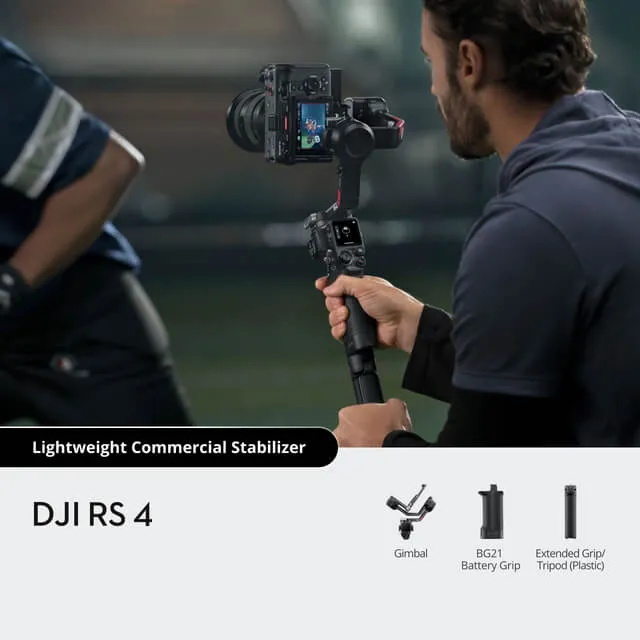 Lightweight Commercial Stabilizer
DJI RS 4
Gimbal
BG21
Battery Grip
Extended Grip/
Tripod (Plastic)